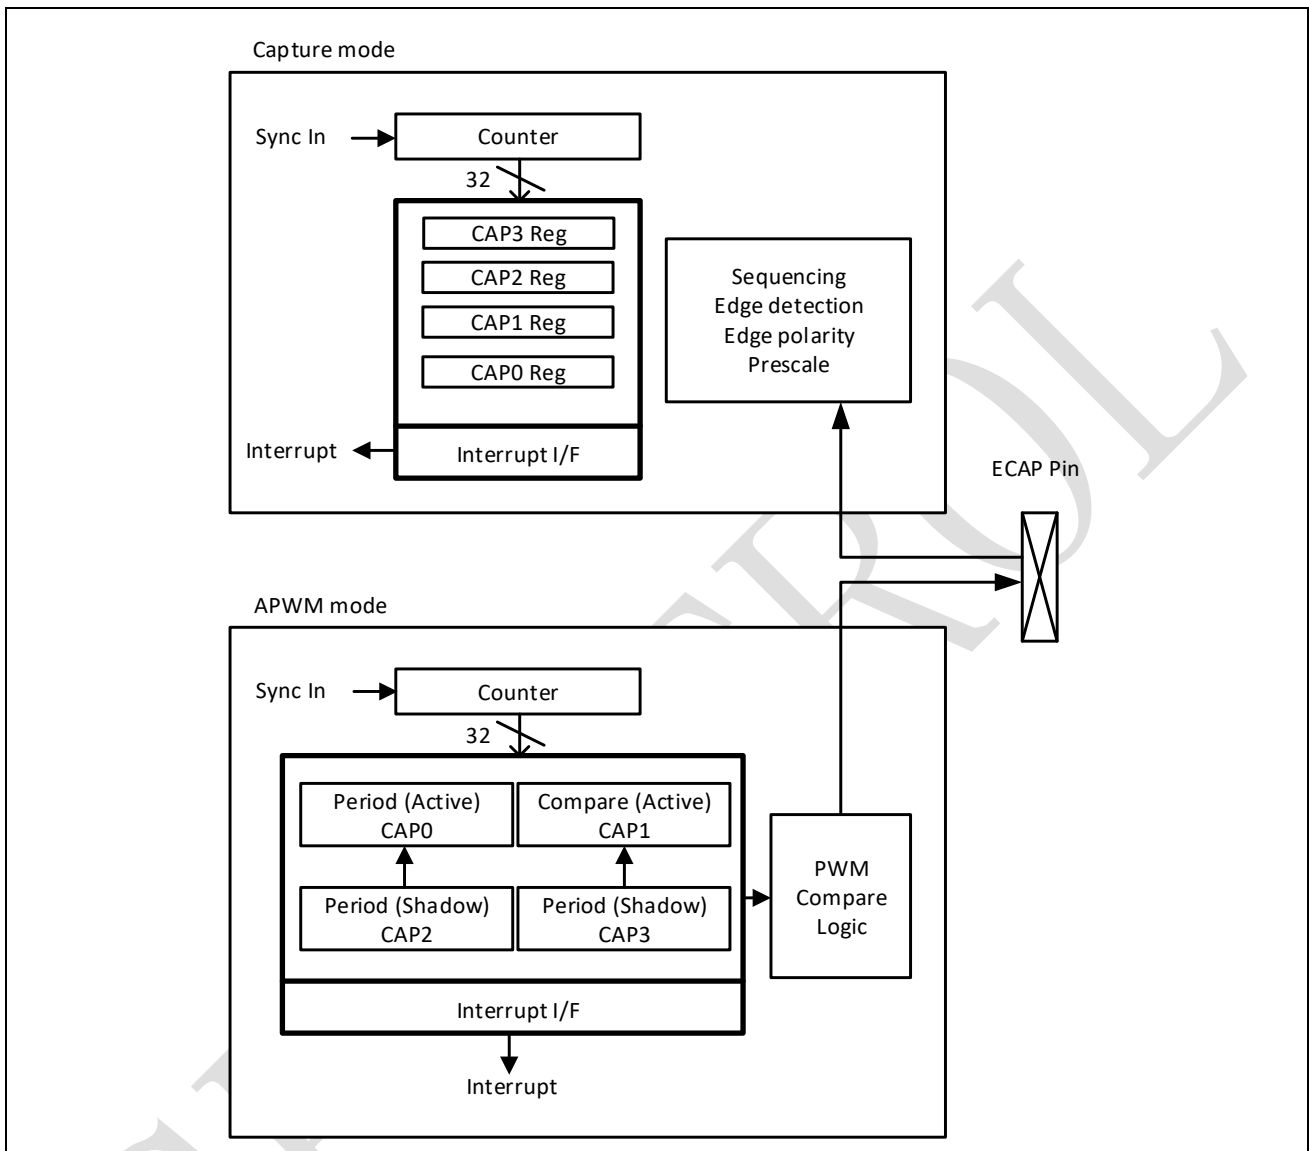 Capture mode
Sync In
Counter
32
CAP3 Reg
CAP2 Reg
CAP1 Reg
CAP0 Reg
Interrupt
Interrupt I/F
Sequencing
Edge detection
Edge polarity
Prescale
ECAP Pin
APWM mode
Sync In
Counter
32
Period (Active)
CAP0
Compare (Active)
CAP1
Period (Shadow)
CAP2
Period (Shadow)
CAP3
PWM
Compare
Logic
Interrupt I/F
Interrupt